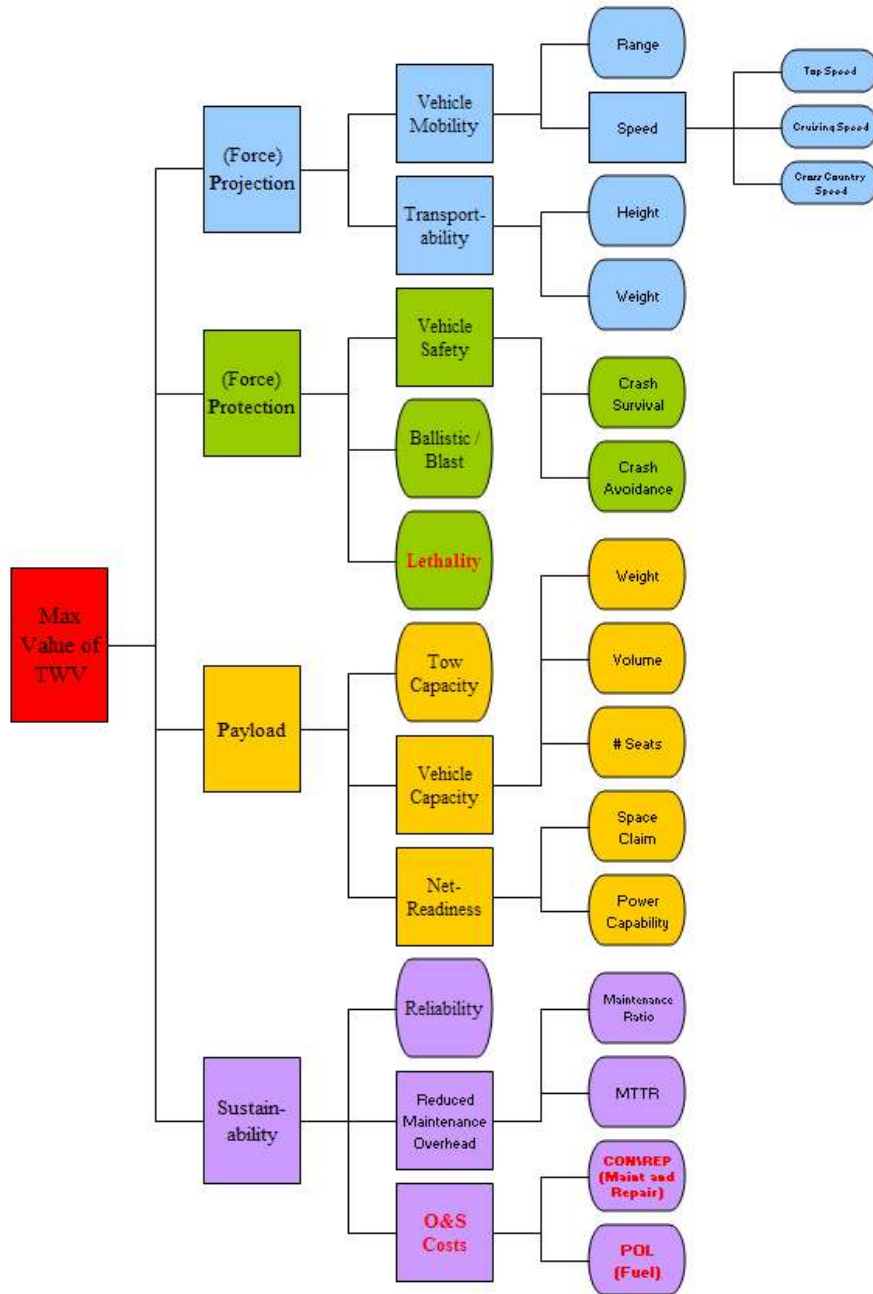 Max
Value of
TWV
(Force)
Projection
Vehicle
Mobility
Range
Speed
Top Speed
Cruising Speed
Cross Country
Speed
Transport-
ability
Height
Weight
(Force)
Protection
Vehicle
Safety
Crash
Survival
Crash
Avoidance
Ballistic /
Blast
Lethality
Payload
Tow
Capacity
Vehicle
Capacity
Weight
Volume
# Seats
Net-
Readiness
Space
Claim
Power
Capability
Sustain-
ability
Reliability
Reduced
Maintenance
Overhead
Maintenance
Ratio
MTTR
O&S
Costs
CONSREP
(Maint and
Repair)
POL
(Fuel)